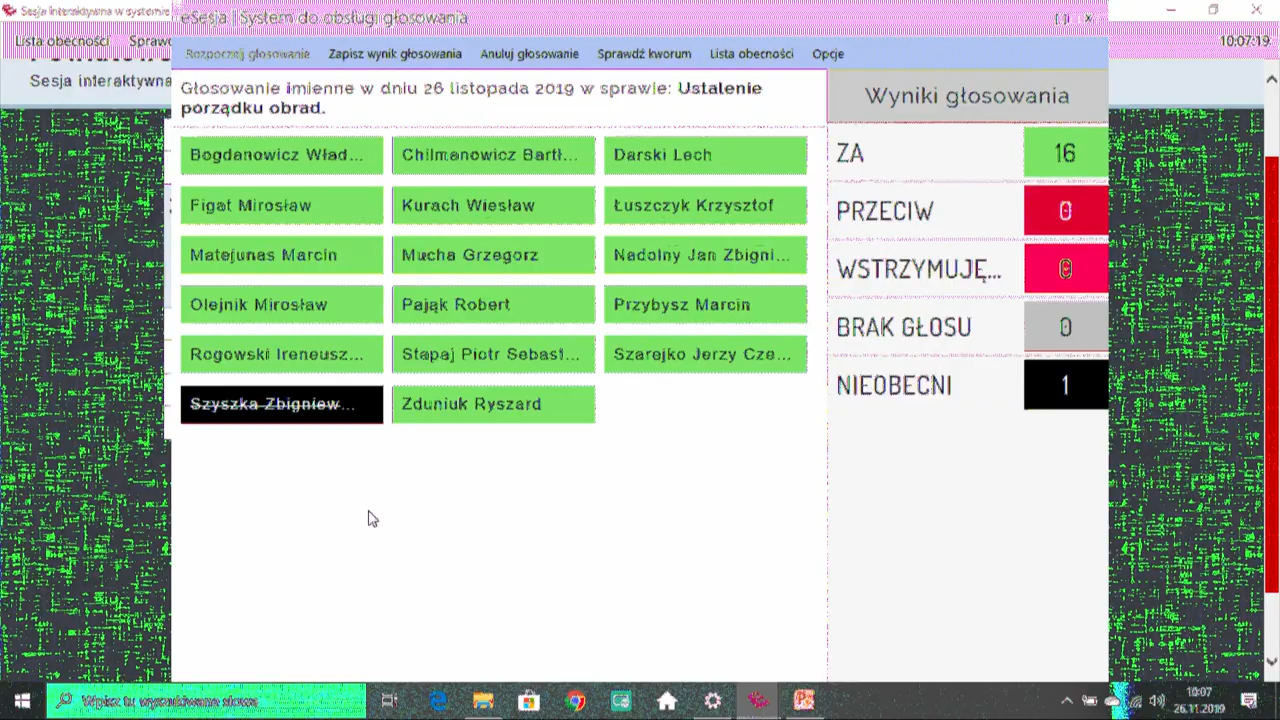 Sesja interaktywna w systemie
eSesja | System do obsługi głosowania
Lista obecności
10:07:19
Rozpocznij głosowanie Zapisz wynik głosowania Anuluj głosowanie Sprawdź kworum Lista obecności Opcje
Sesja interaktywna
Głosowanie imienne w dniu 26 listopada 2019 w sprawie: Ustalenie
porządku obrad.
Wyniki głosowania
Bogdanowicz Wład... Chilmanowicz Bartł... Darski Lech
ZA 16
Figat Mirosław Kurach Wiesław Łuszczyk Krzysztof
PRZECIW 0
Matejunas Marcin Mucha Grzegorz Nadolny Jan Zbigni...
WSTRZYMUJĘ... 0
Olejnik Mirosław Pająk Robert Przybysz Marcin
BRAK GŁOSU 0
Rogowski Ireneusz... Stapaj Piotr Sebast... Szarejko Jerzy Cze...
NIEOBECNI 1
Szyszka Zbigniew... Zduniuk Ryszard
Wpisz tu wyszukiwane słowa
10:07
26.11.2019